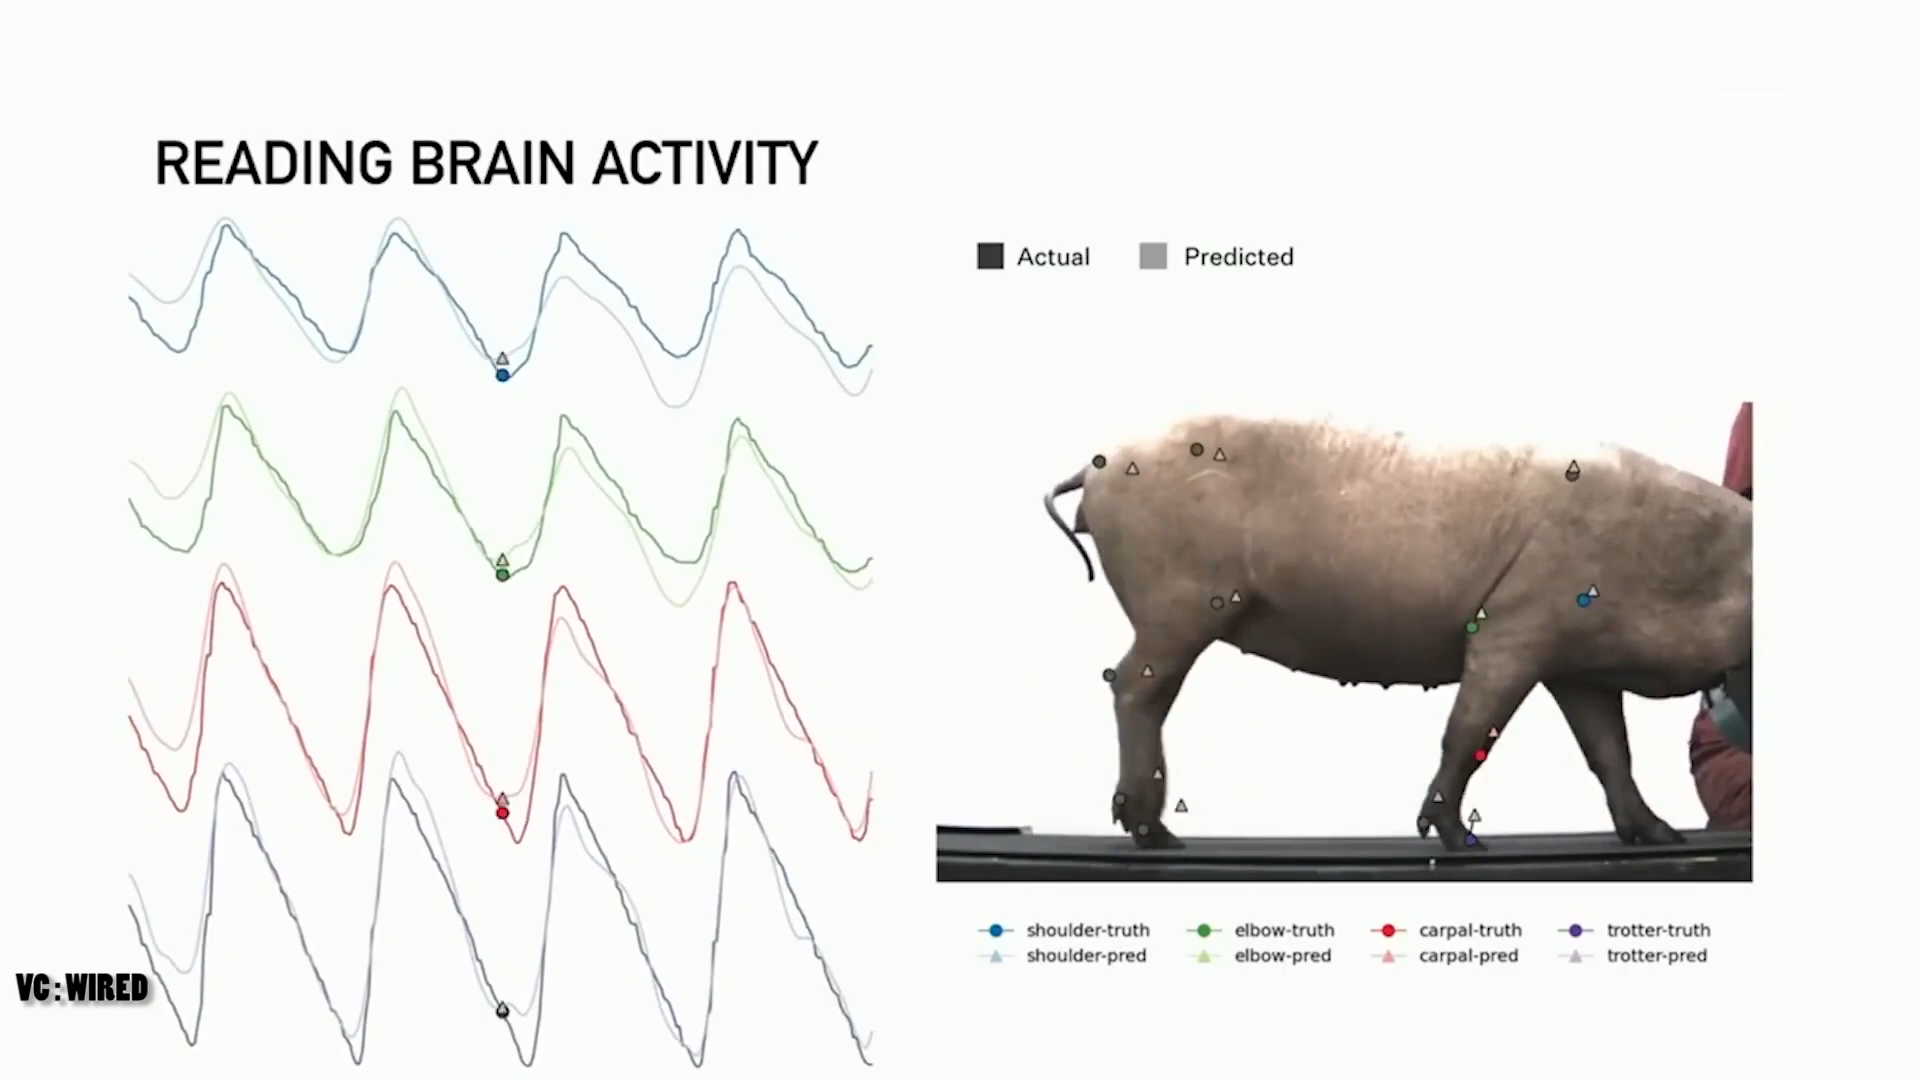 READING BRAIN ACTIVITY
Actual Predicted
shoulder-truth elbow-truth carpal-truth trotter-truth
shoulder-pred elbow-pred carpal-pred trotter-pred
VC : WIRED